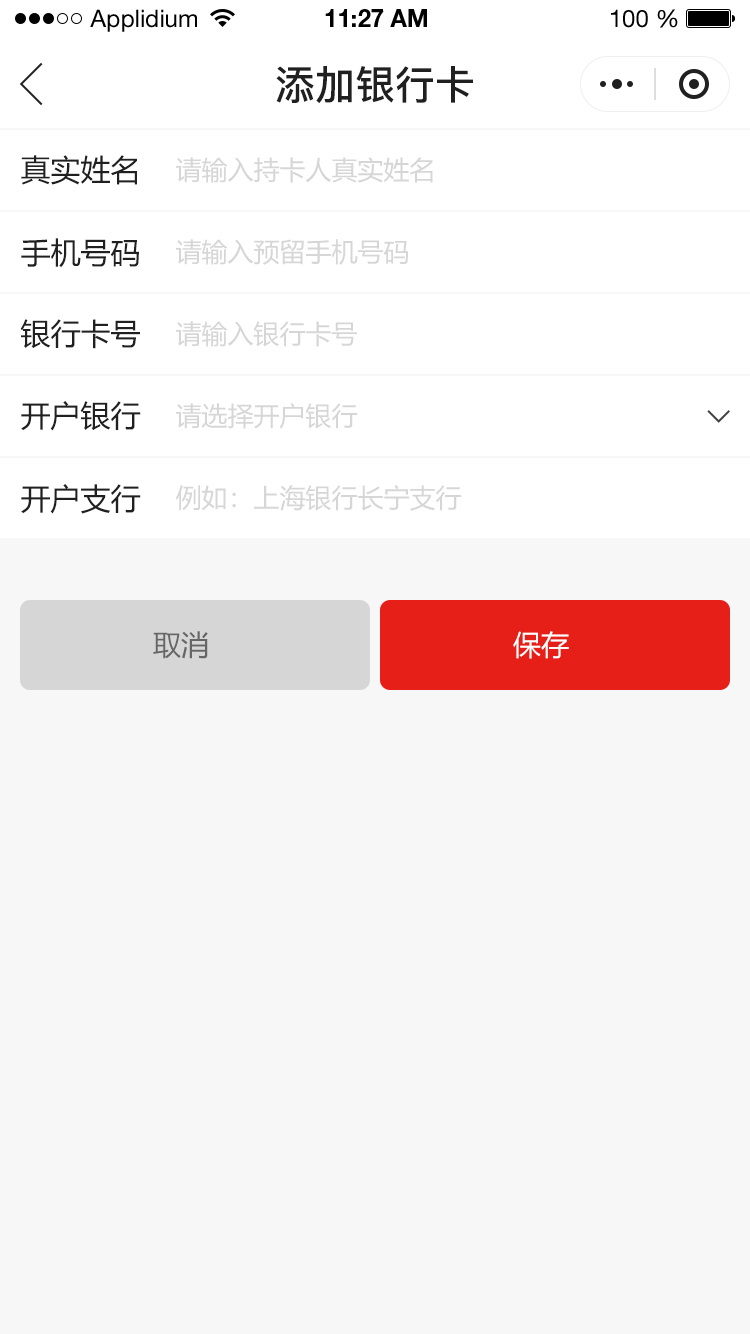 Applidium 11:27 AM 100 %
添加银行卡
真实姓名 请输入持卡人真实姓名
手机号码 请输入预留手机号码
银行卡号 请输入银行卡号
开户银行 请选择开户银行
开户支行 例如：上海银行长宁支行
取消 保存